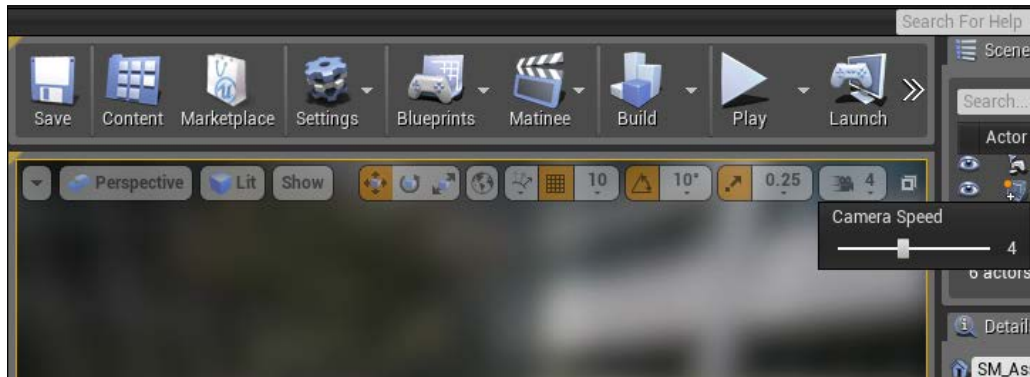 Search For Help
Save Content Marketplace Settings Blueprints Matinee Build Play Launch
Scene
Search...
Actor
Perspective Lit Show 10 10° 0.25 4
Camera Speed
4
6 actors
Detail
SM_As